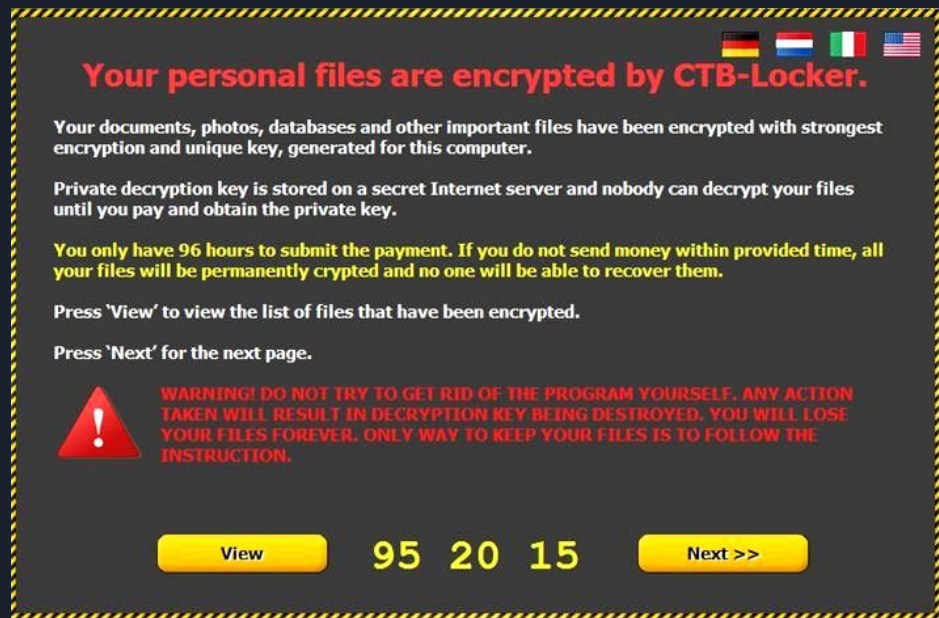 Your personal files are encrypted by CTB-Locker.
Your documents, photos, databases and other important files have been encrypted with strongest
encryption and unique key, generated for this computer.
Private decryption key is stored on a secret Internet server and nobody can decrypt your files
until you pay and obtain the private key.
You only have 96 hours to submit the payment. If you do not send money within provided time, all
your files will be permanently crypted and no one will be able to recover them.
Press `View´ to view the list of files that have been encrypted.
Press `Next´ for the next page.
WARNING! DO NOT TRY TO GET RID OF THE PROGRAM YOURSELF. ANY ACTION
TAKEN WILL RESULT IN DECRYPTION KEY BEING DESTROYED. YOU WILL LOSE
YOUR FILES FOREVER. ONLY WAY TO KEEP YOUR FILES IS TO FOLLOW THE
INSTRUCTION.
View 95 20 15 Next >>